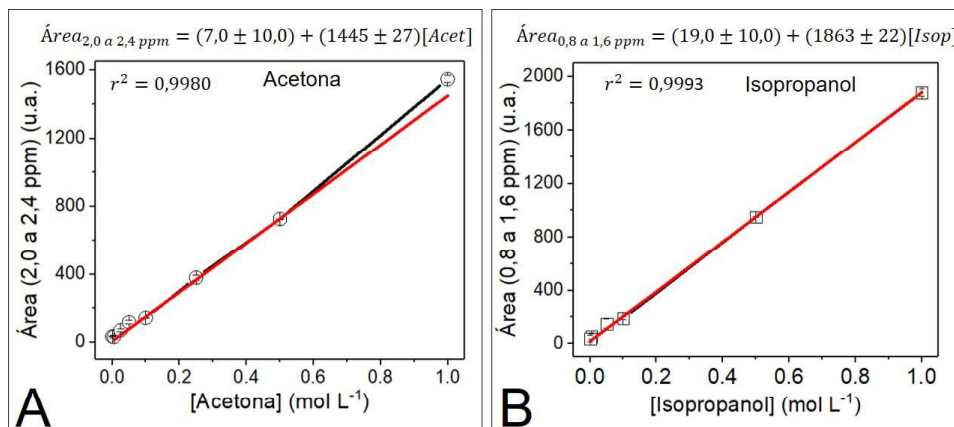 Área₂,₀ ₐ ₂,₄ ppm = (7,0 ± 10,0) + (1445 ± 27)[Acet]
r² = 0,9980
Acetona
Área (2,0 a 2,4 ppm) (u.a.)
1600
1200
800
400
0
0.0 0.2 0.4 0.6 0.8 1.0
[Acetona] (mol L⁻¹)
A
Área₀,₈ ₐ ₁,₆ ppm = (19,0 ± 10,0) + (1863 ± 22)[Isop]
r² = 0,9993
Isopropanol
Área (0,8 a 1,6 ppm) (u.a.)
2000
1600
1200
800
400
0
0.0 0.2 0.4 0.6 0.8 1.0
[Isopropanol] (mol L⁻¹)
B